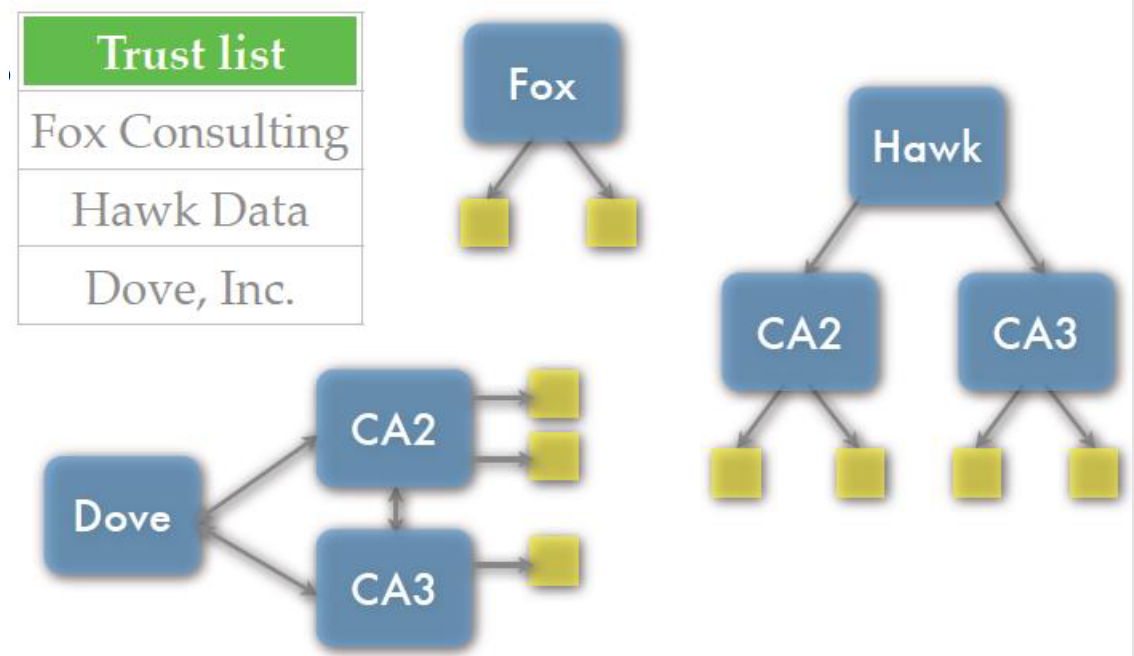 Trust list
Fox Consulting
Hawk Data
Dove, Inc.
Fox
Hawk
CA2
CA3
Dove
CA2
CA3